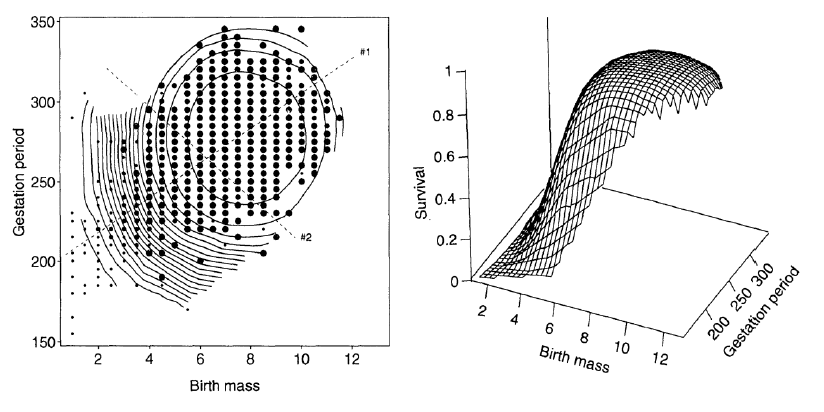 350
300
250
200
150
Gestation period
2 4 6 8 10 12
Birth mass
#1
#2
1
0.8
0.6
0.4
0.2
0
Survival
2 4 6 8 10 12
Birth mass
200 250 300
Gestation period